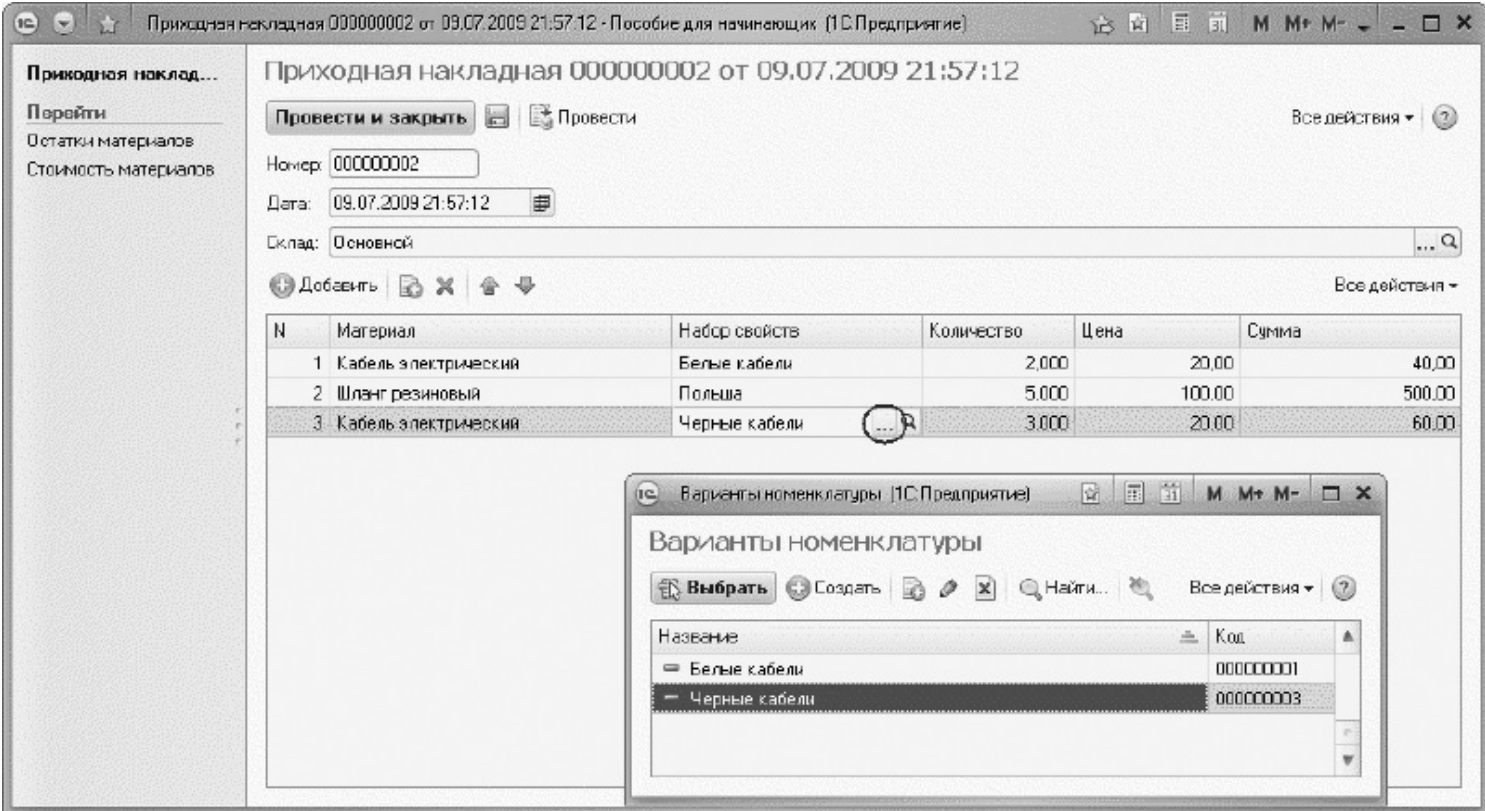 1С Приходная накладная 000000002 от 09.07.2009 21:57:12 - Пособие для начинающих (1С:Предприятие) 31 M M+ M-
Приходная наклад...
Перейти
Остатки материалов
Стоимость материалов
Приходная накладная 000000002 от 09.07.2009 21:57:12
Провести и закрыть Провести Все действия ?
Номер: 000000002
Дата: 09.07.2009 21:57:12
Склад: Основной ...
Добавить Все действия
N Материал Набор свойств Количество Цена Сумма
1 Кабель электрический Белые кабели 2,000 20,00 40,00
2 Шланг резиновый Польша 5,000 100,00 500,00
3 Кабель электрический Черные кабели ... 3,000 20,00 60,00
1С Варианты номенклатуры (1С:Предприятие) 31 M M+ M-
Варианты номенклатуры
Выбрать Создать Найти... Все действия ?
Название Код
Белые кабели 000000001
Черные кабели 000000003